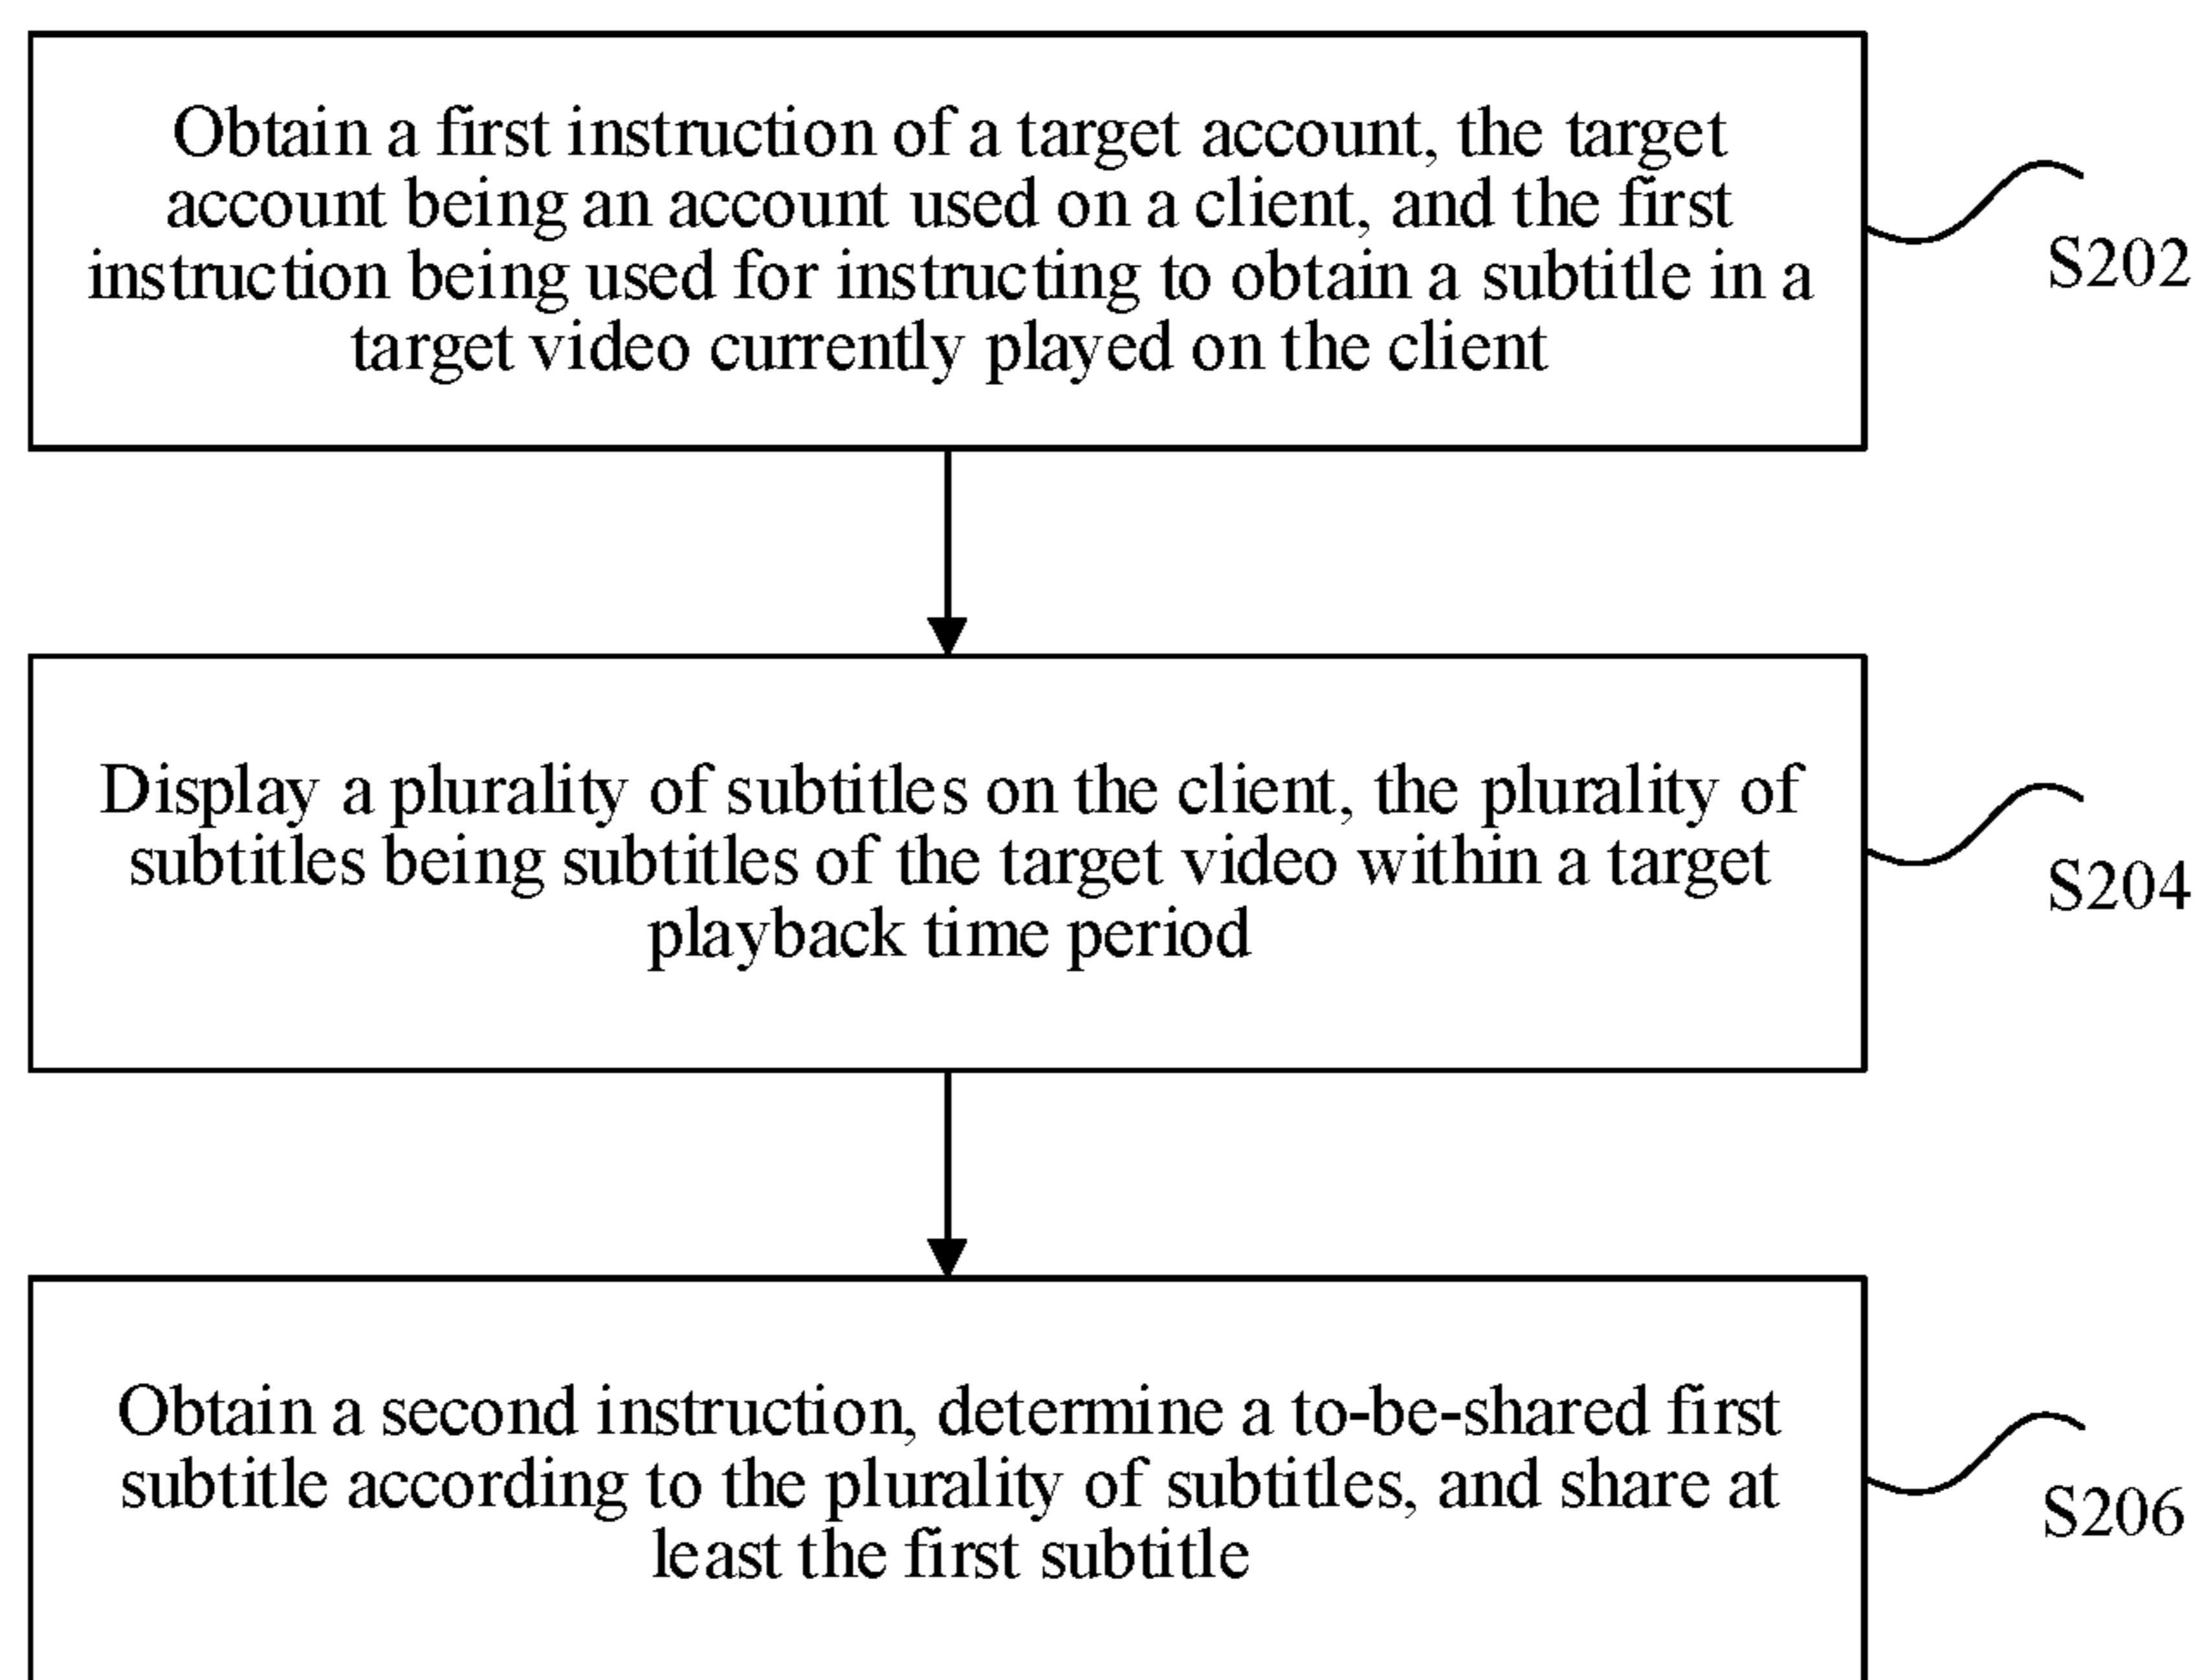 Obtain a first instruction of a target account, the target
account being an account used on a client, and the first
instruction being used for instructing to obtain a subtitle in a
target video currently played on the client
S202
Display a plurality of subtitles on the client, the plurality of
subtitles being subtitles of the target video within a target
playback time period
S204
Obtain a second instruction, determine a to-be-shared first
subtitle according to the plurality of subtitles, and share at
least the first subtitle
S206